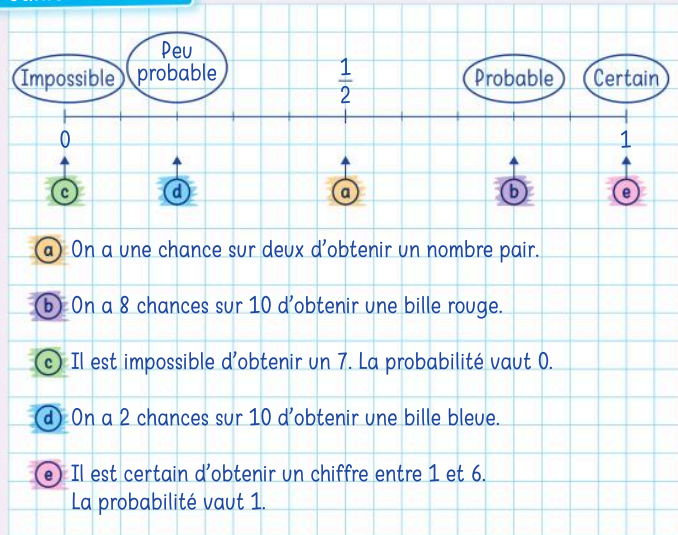 Peu
Impossible probable 1/2 Probable Certain
0 1
c d a b e
a On a une chance sur deux d'obtenir un nombre pair.
b On a 8 chances sur 10 d'obtenir une bille rouge.
c Il est impossible d'obtenir un 7. La probabilité vaut 0.
d On a 2 chances sur 10 d'obtenir une bille bleue.
e Il est certain d'obtenir un chiffre entre 1 et 6.
La probabilité vaut 1.